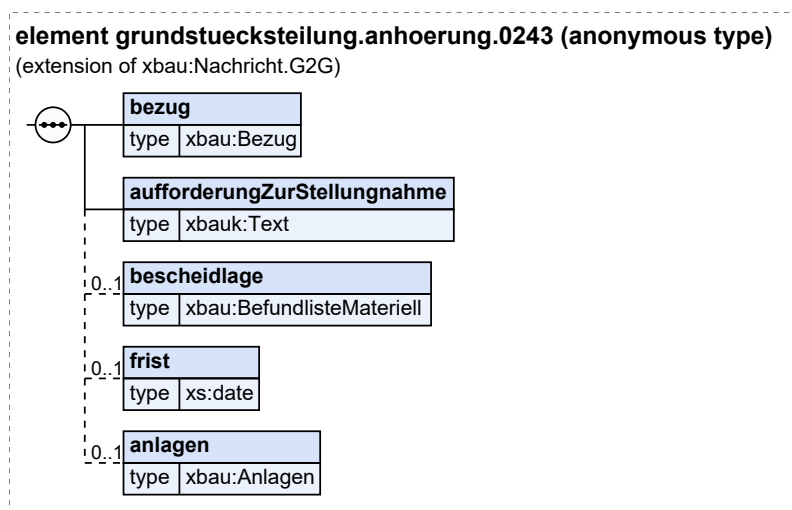 element grundstuecksteilung.anhoerung.0243 (anonymous type)
(extension of xbau:Nachricht.G2G)
bezug
type xbau:Bezug
aufforderungZurStellungnahme
type xbauk:Text
0..1 bescheidlage
type xbau:BefundlisteMateriell
0..1 frist
type xs:date
0..1 anlagen
type xbau:Anlagen